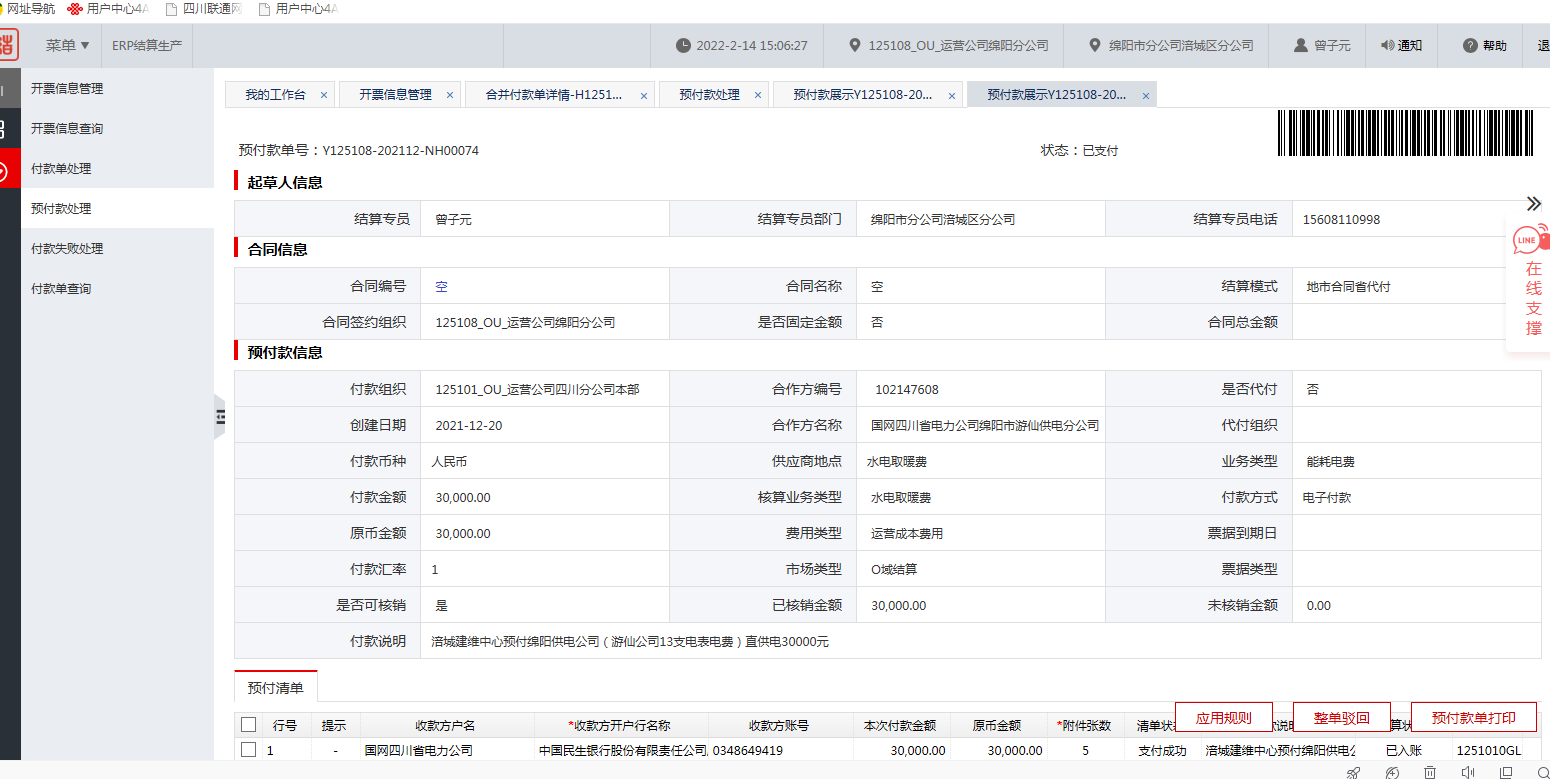 网址导航 用户中心4A 四川联通网 用户中心4A
菜单 ▼ ERP结算生产 2022-2-14 15:06:27 125108_OU_运营公司绵阳分公司 绵阳市分公司涪城区分公司 曾子元 通知 帮助 退
开票信息管理
开票信息查询
付款单处理
预付款处理
付款失败处理
付款单查询
我的工作台 × 开票信息管理 × 合并付款单详情-H1251... × 预付款处理 × 预付款展示Y125108-20... × 预付款展示Y125108-20... ×
预付款单号：Y125108-202112-NH00074 状态：已支付
起草人信息
结算专员 曾子元 结算专员部门 绵阳市分公司涪城区分公司 结算专员电话 15608110998
合同信息
合同编号 空 合同名称 空 结算模式 地市合同省代付
合同签约组织 125108_OU_运营公司绵阳分公司 是否固定金额 否 合同总金额
预付款信息
付款组织 125101_OU_运营公司四川分公司本部 合作方编号 102147608 是否代付 否
创建日期 2021-12-20 合作方名称 国网四川省电力公司绵阳市游仙供电分公司 代付组织
付款币种 人民币 供应商地点 水电取暖费 业务类型 能耗电费
付款金额 30,000.00 核算业务类型 水电取暖费 付款方式 电子付款
原币金额 30,000.00 费用类型 运营成本费用 票据到期日
付款汇率 1 市场类型 O域结算 票据类型
是否可核销 是 已核销金额 30,000.00 未核销金额 0.00
付款说明 涪城建维中心预付绵阳供电公司（游仙公司13支电表电费）直供电30000元
LINE
在
线
支
撑
预付清单
应用规则 整单驳回 预付款单打印
行号 提示 收款方户名 *收款方开户行名称 收款方账号 本次付款金额 原币金额 *附件张数 清单状
1 - 国网四川省电力公司 中国民生银行股份有限责任公司 0348649419 30,000.00 30,000.00 5 支付成功 涪城建维中心预付绵阳供电公 已入账 1251010GL